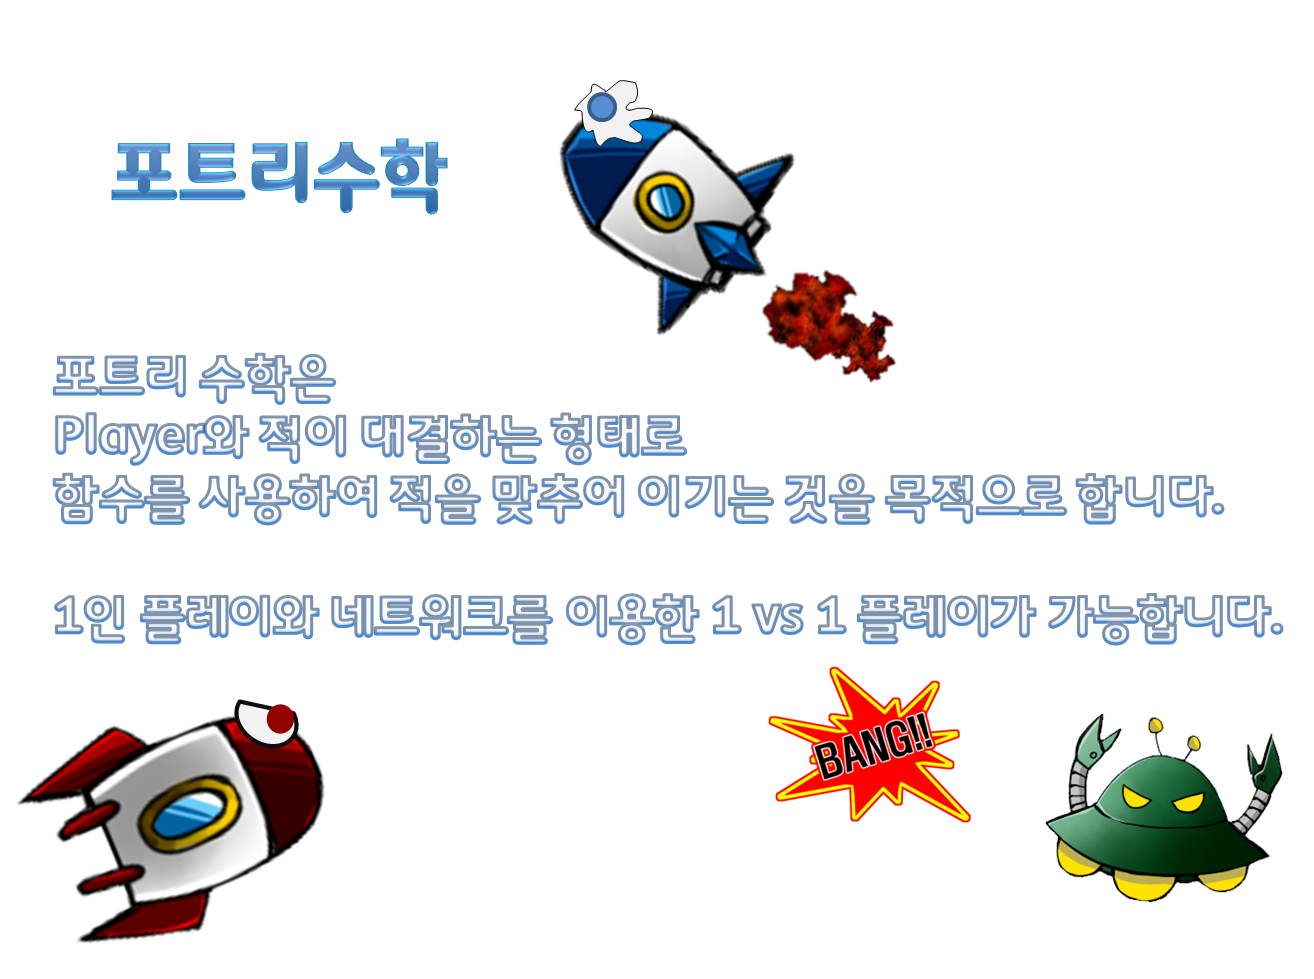 포트리수학
포트리 수학은
Player와 적이 대결하는 형태로
함수를 사용하여 적을 맞추어 이기는 것을 목적으로 합니다.
1인 플레이와 네트워크를 이용한 1 vs 1 플레이가 가능합니다.
BANG!!